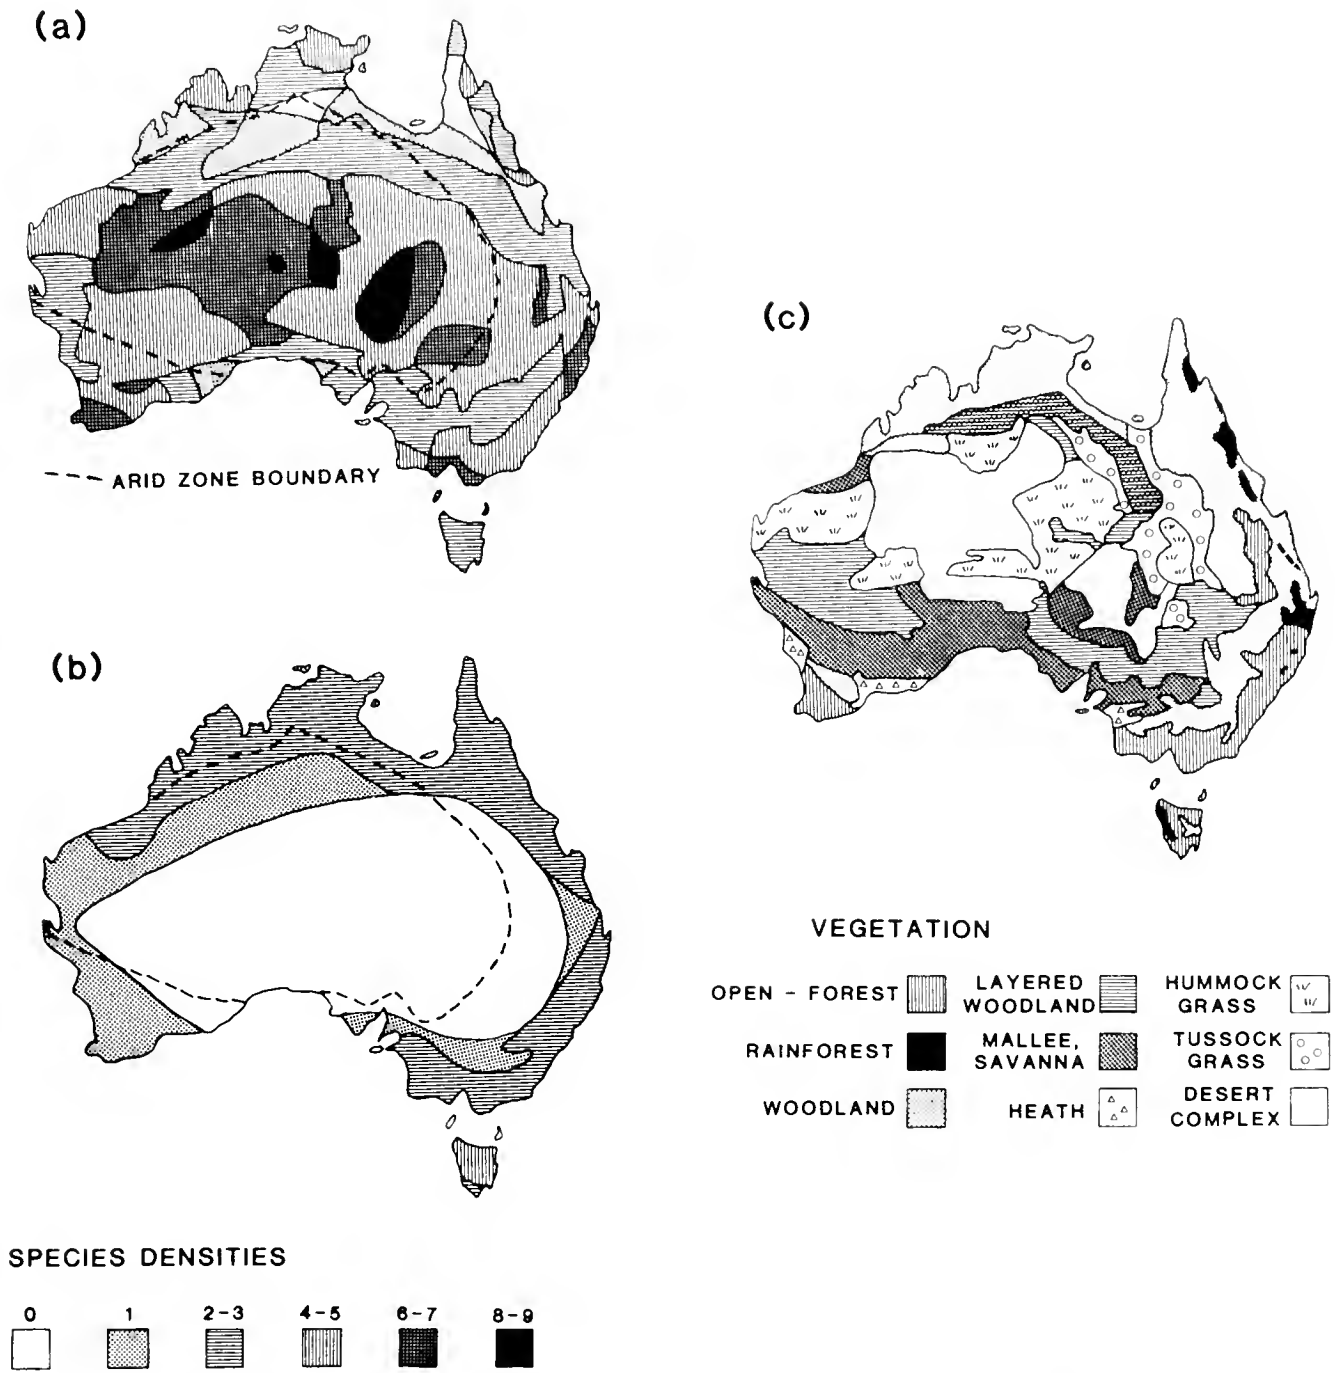 (a)
--- ARID ZONE BOUNDARY
(c)
(b)
VEGETATION
OPEN - FOREST
LAYERED
WOODLAND
HUMMOCK
GRASS
RAINFOREST
MALLEE,
SAVANNA
TUSSOCK
GRASS
WOODLAND
HEATH
DESERT
COMPLEX
SPECIES DENSITIES
0 1 2-3 4-5 6-7 8-9